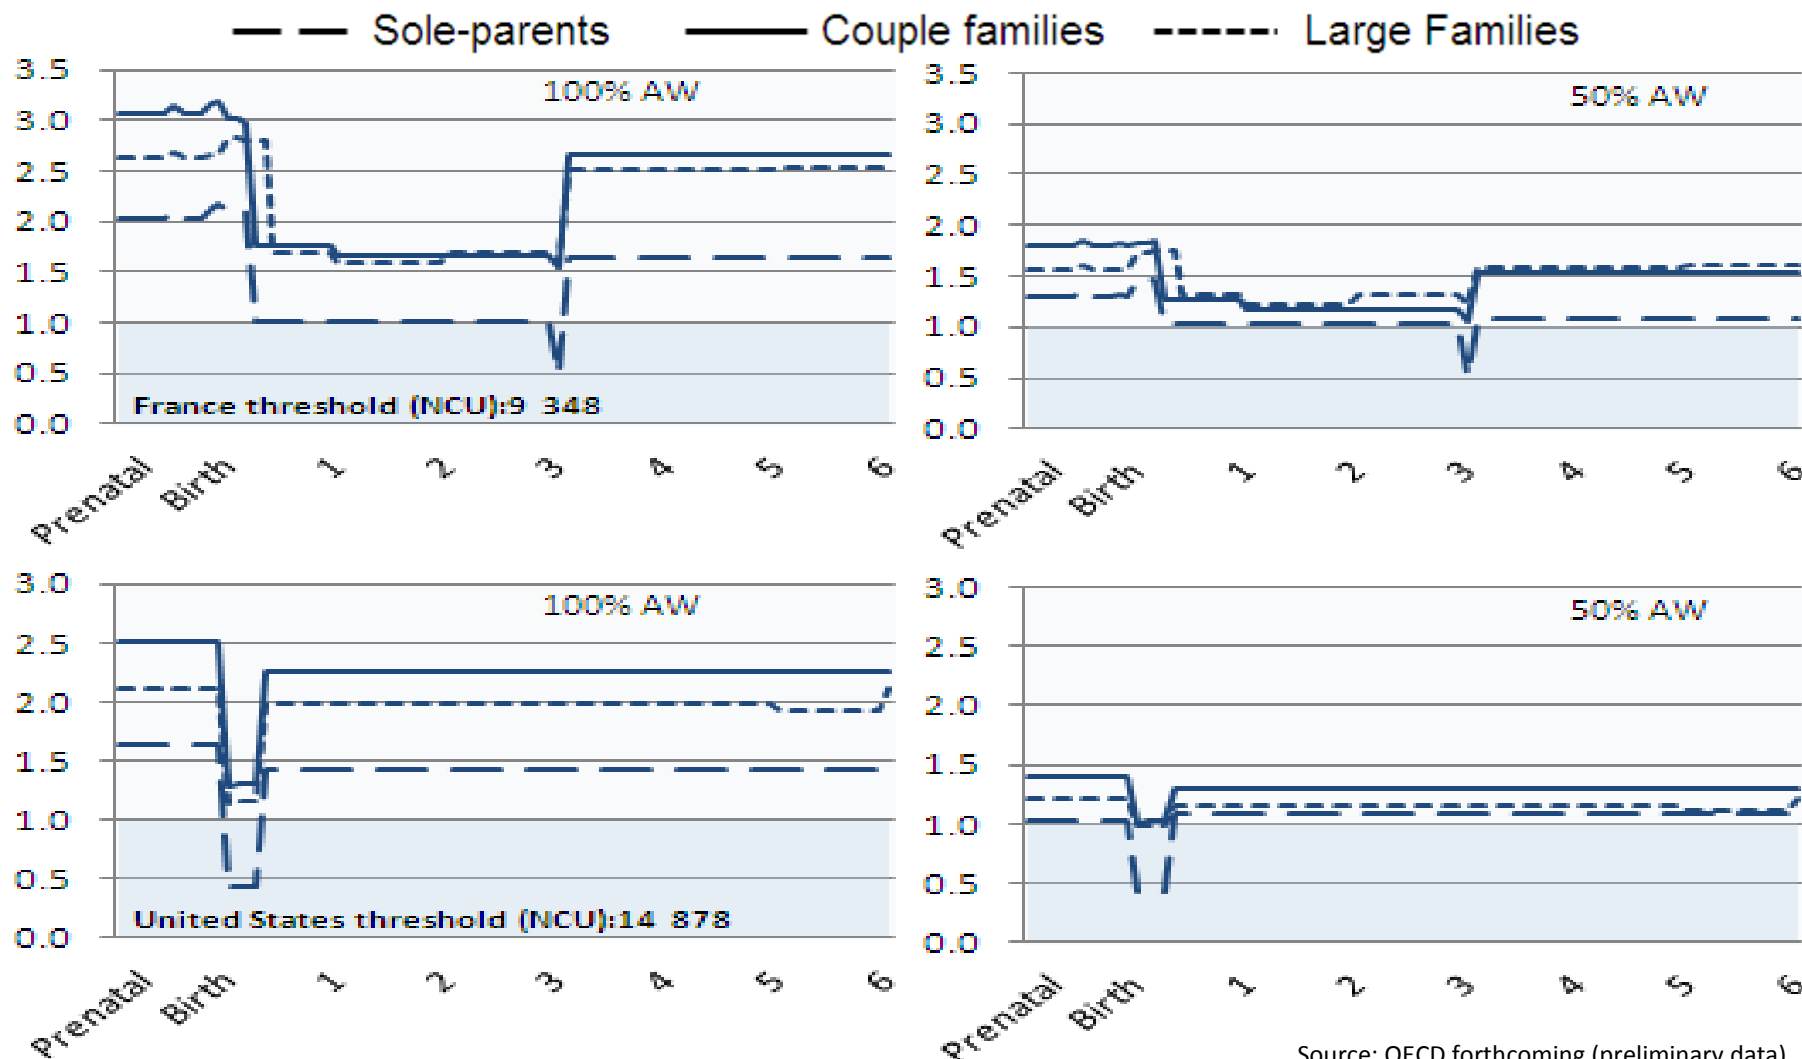 Sole-parents Couple families Large Families
3.5
3.0
2.5
2.0
1.5
1.0
0.5
0.0
100% AW
France threshold (NCU):9 348
Prenatal Birth 1 2 3 4 5 6
3.5
3.0
2.5
2.0
1.5
1.0
0.5
0.0
50% AW
Prenatal Birth 1 2 3 4 5 6
3.0
2.5
2.0
1.5
1.0
0.5
0.0
100% AW
United States threshold (NCU):14 878
Prenatal Birth 1 2 3 4 5 6
3.0
2.5
2.0
1.5
1.0
0.5
0.0
50% AW
Prenatal Birth 1 2 3 4 5 6
Source: OECD forthcoming (preliminary data)